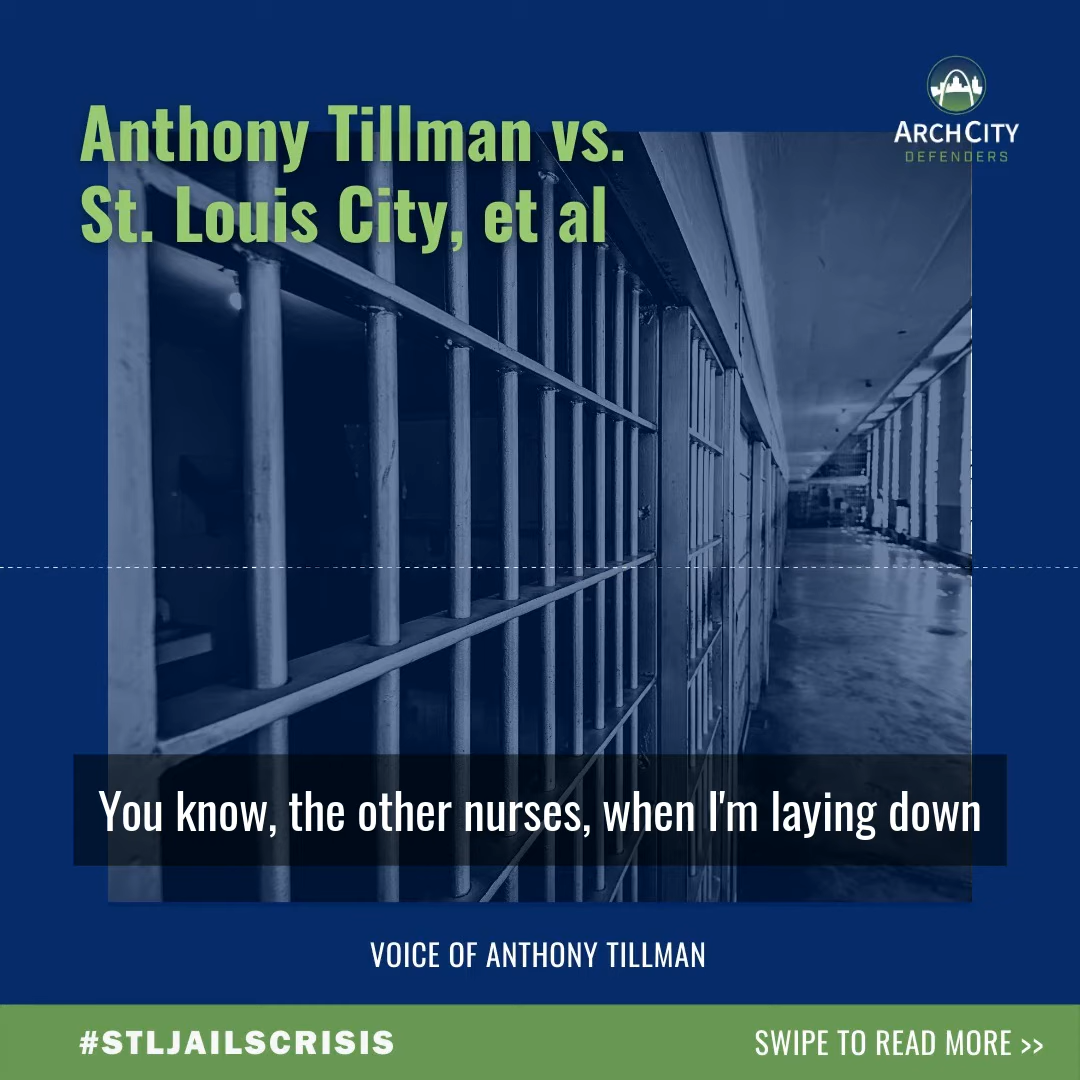 Anthony Tillman vs.
St. Louis City, et al
ARCHCITY
DEFENDERS
You know, the other nurses, when I'm laying down
VOICE OF ANTHONY TILLMAN
#STLJAILSCRISIS
SWIPE TO READ MORE >>